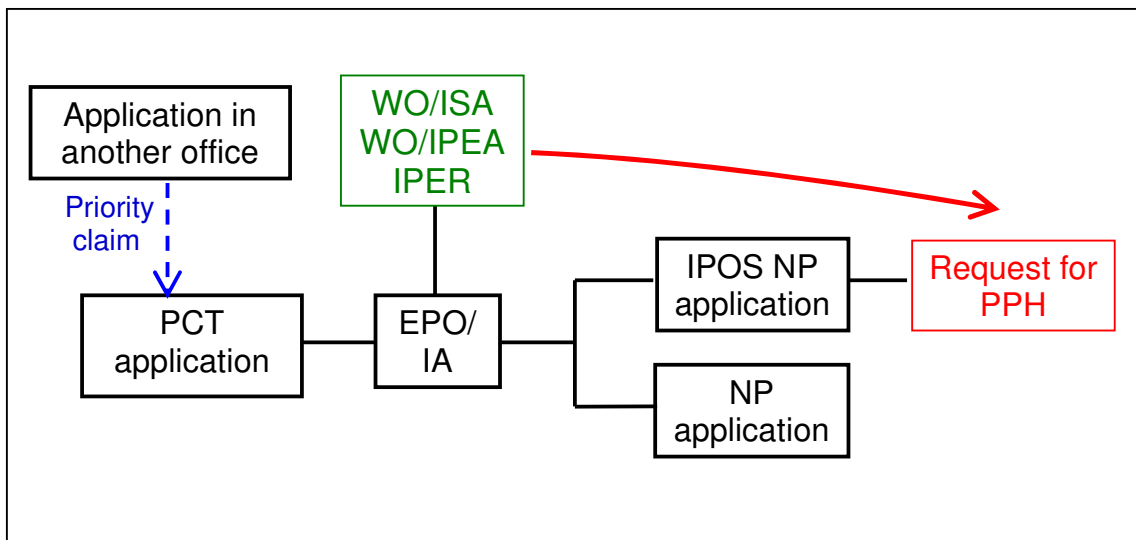 Application in
another office
WO/ISA
WO/IPEA
IPER
Priority
claim
PCT
application
EPO/
IA
IPOS NP
application
Request for
PPH
NP
application